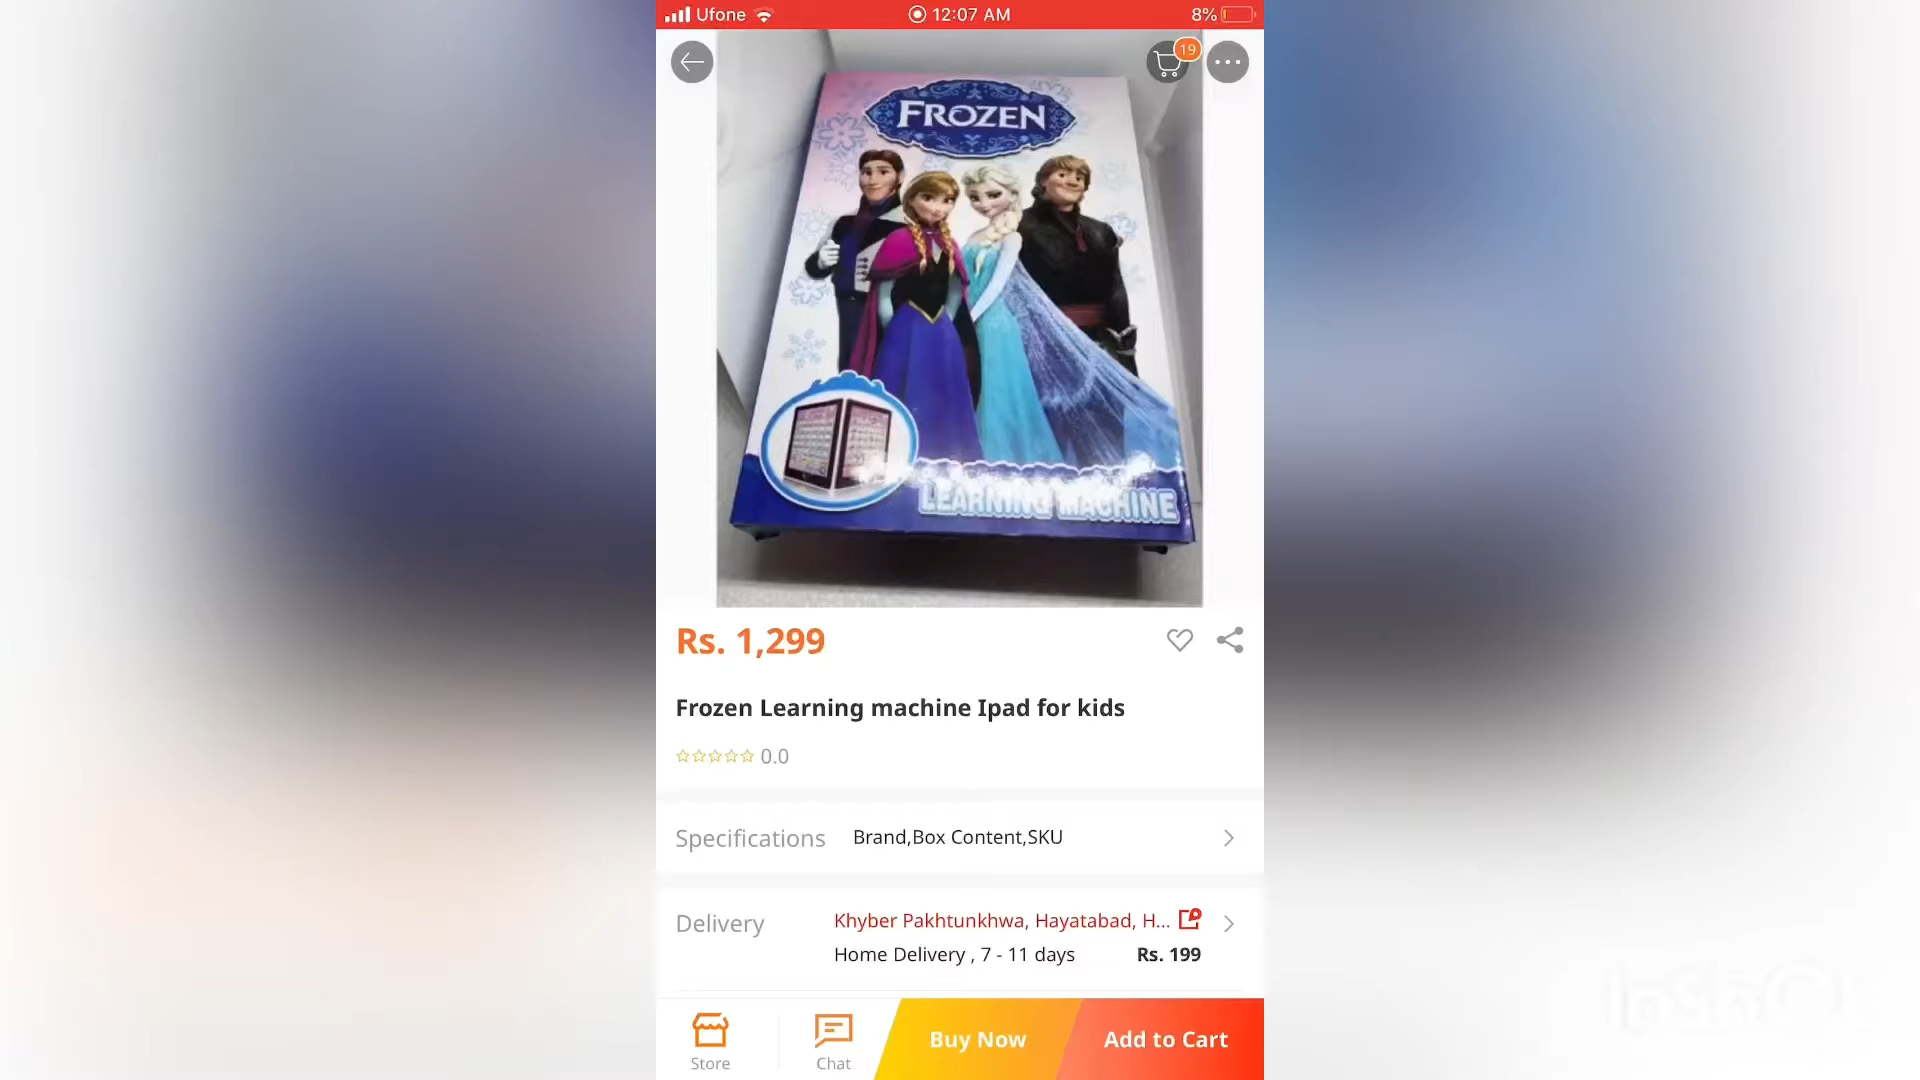 Ufone
12:07 AM
8%
19
FROZEN
LEARNING MACHINE
Rs. 1,299
Frozen Learning machine Ipad for kids
0.0
Specifications
Brand,Box Content,SKU
Delivery
Khyber Pakhtunkhwa, Hayatabad, H...
Home Delivery , 7 - 11 days
Rs. 199
Store
Chat
Buy Now
Add to Cart
InShOt